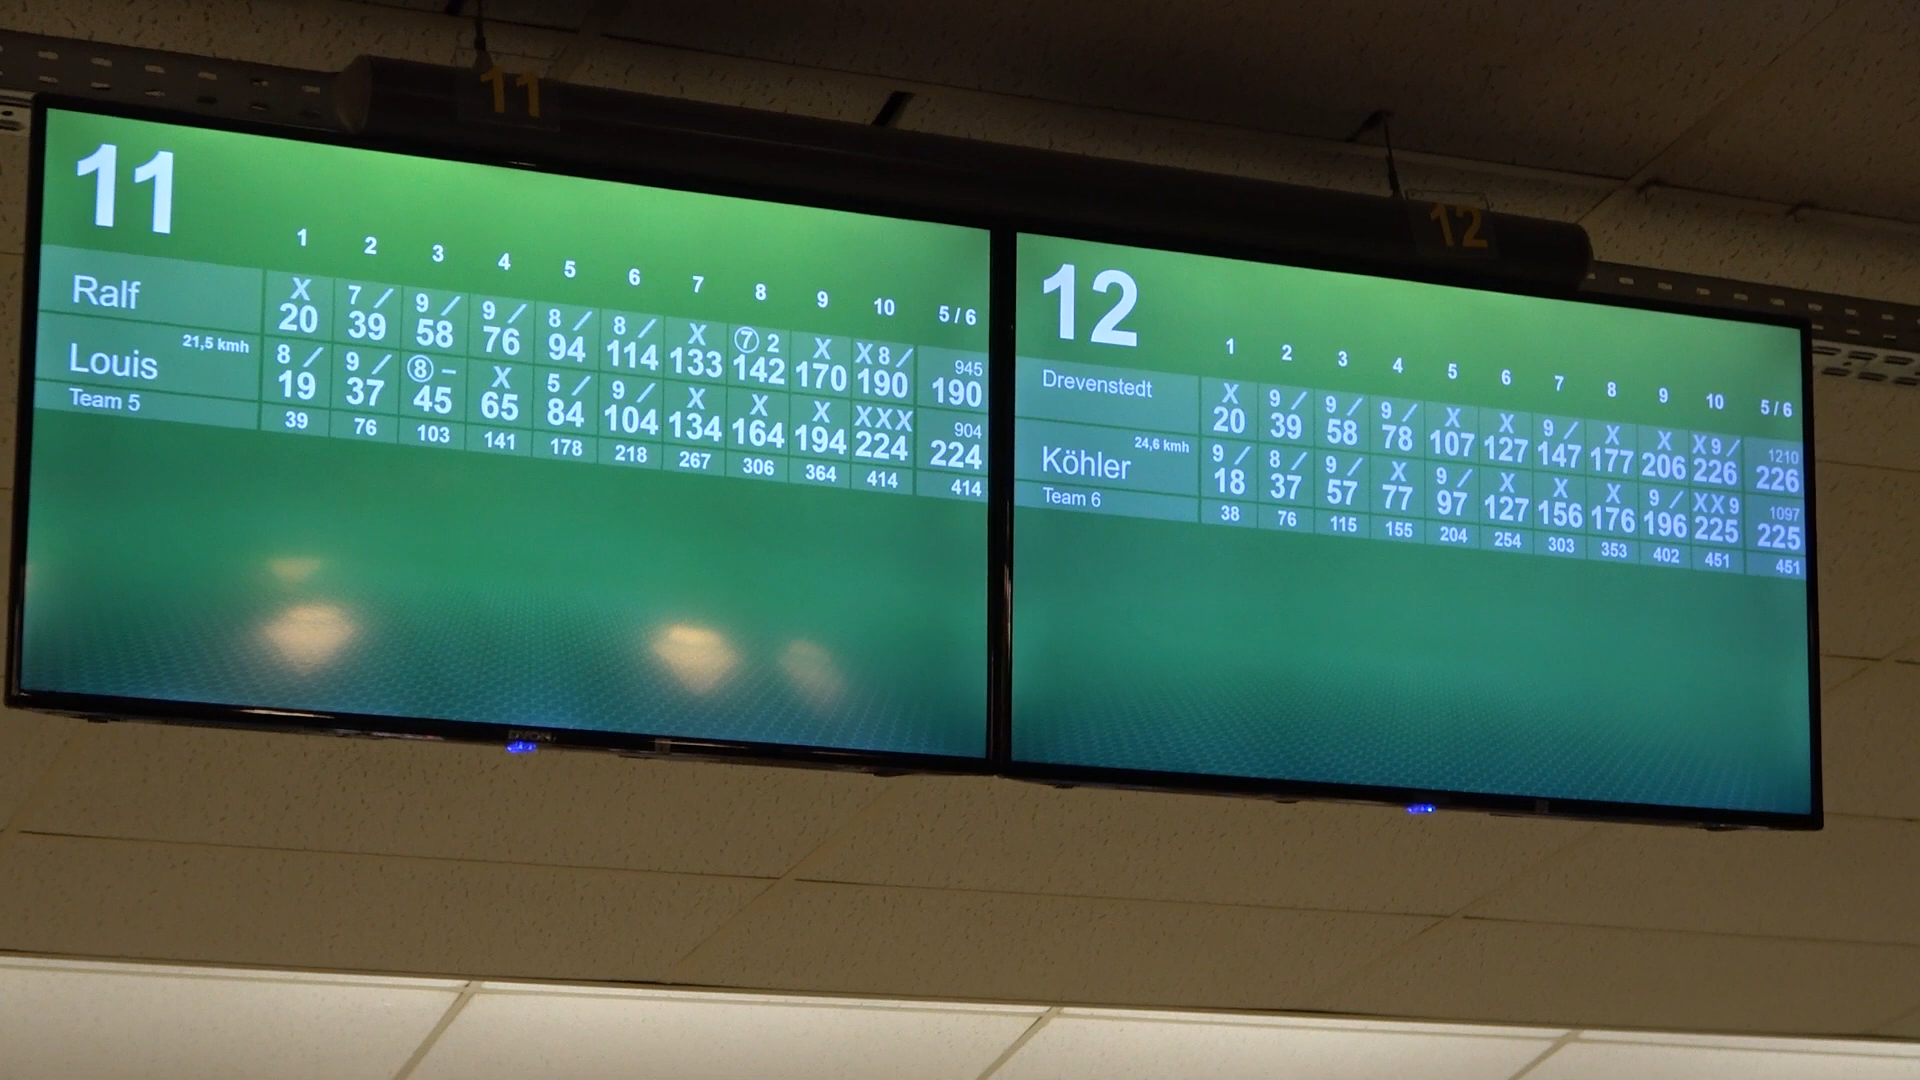 11
12
11
1 2 3 4 5 6 7 8 9 10 5 / 6
Ralf
X 7 / 9 / 9 / 8 / 8 / X ⑦ 2 X X 8 / 945
20 39 58 76 94 114 133 142 170 190 190
21,5 kmh
Louis
8 / 9 / ⑧ – X 5 / 9 / X X X X X X 904
19 37 45 65 84 104 134 164 194 224 224
Team 5
39 76 103 141 178 218 267 306 364 414 414
12
1 2 3 4 5 6 7 8 9 10 5 / 6
Drevenstedt
X 9 / 9 / 9 / X X 9 / X X X 9 / 1210
20 39 58 78 107 127 147 177 206 226 226
24,6 kmh
Köhler
9 / 8 / 9 / X 9 / X X X 9 / X X 9 1097
18 37 57 77 97 127 156 176 196 225 225
Team 6
38 76 115 155 204 254 303 353 402 451 451